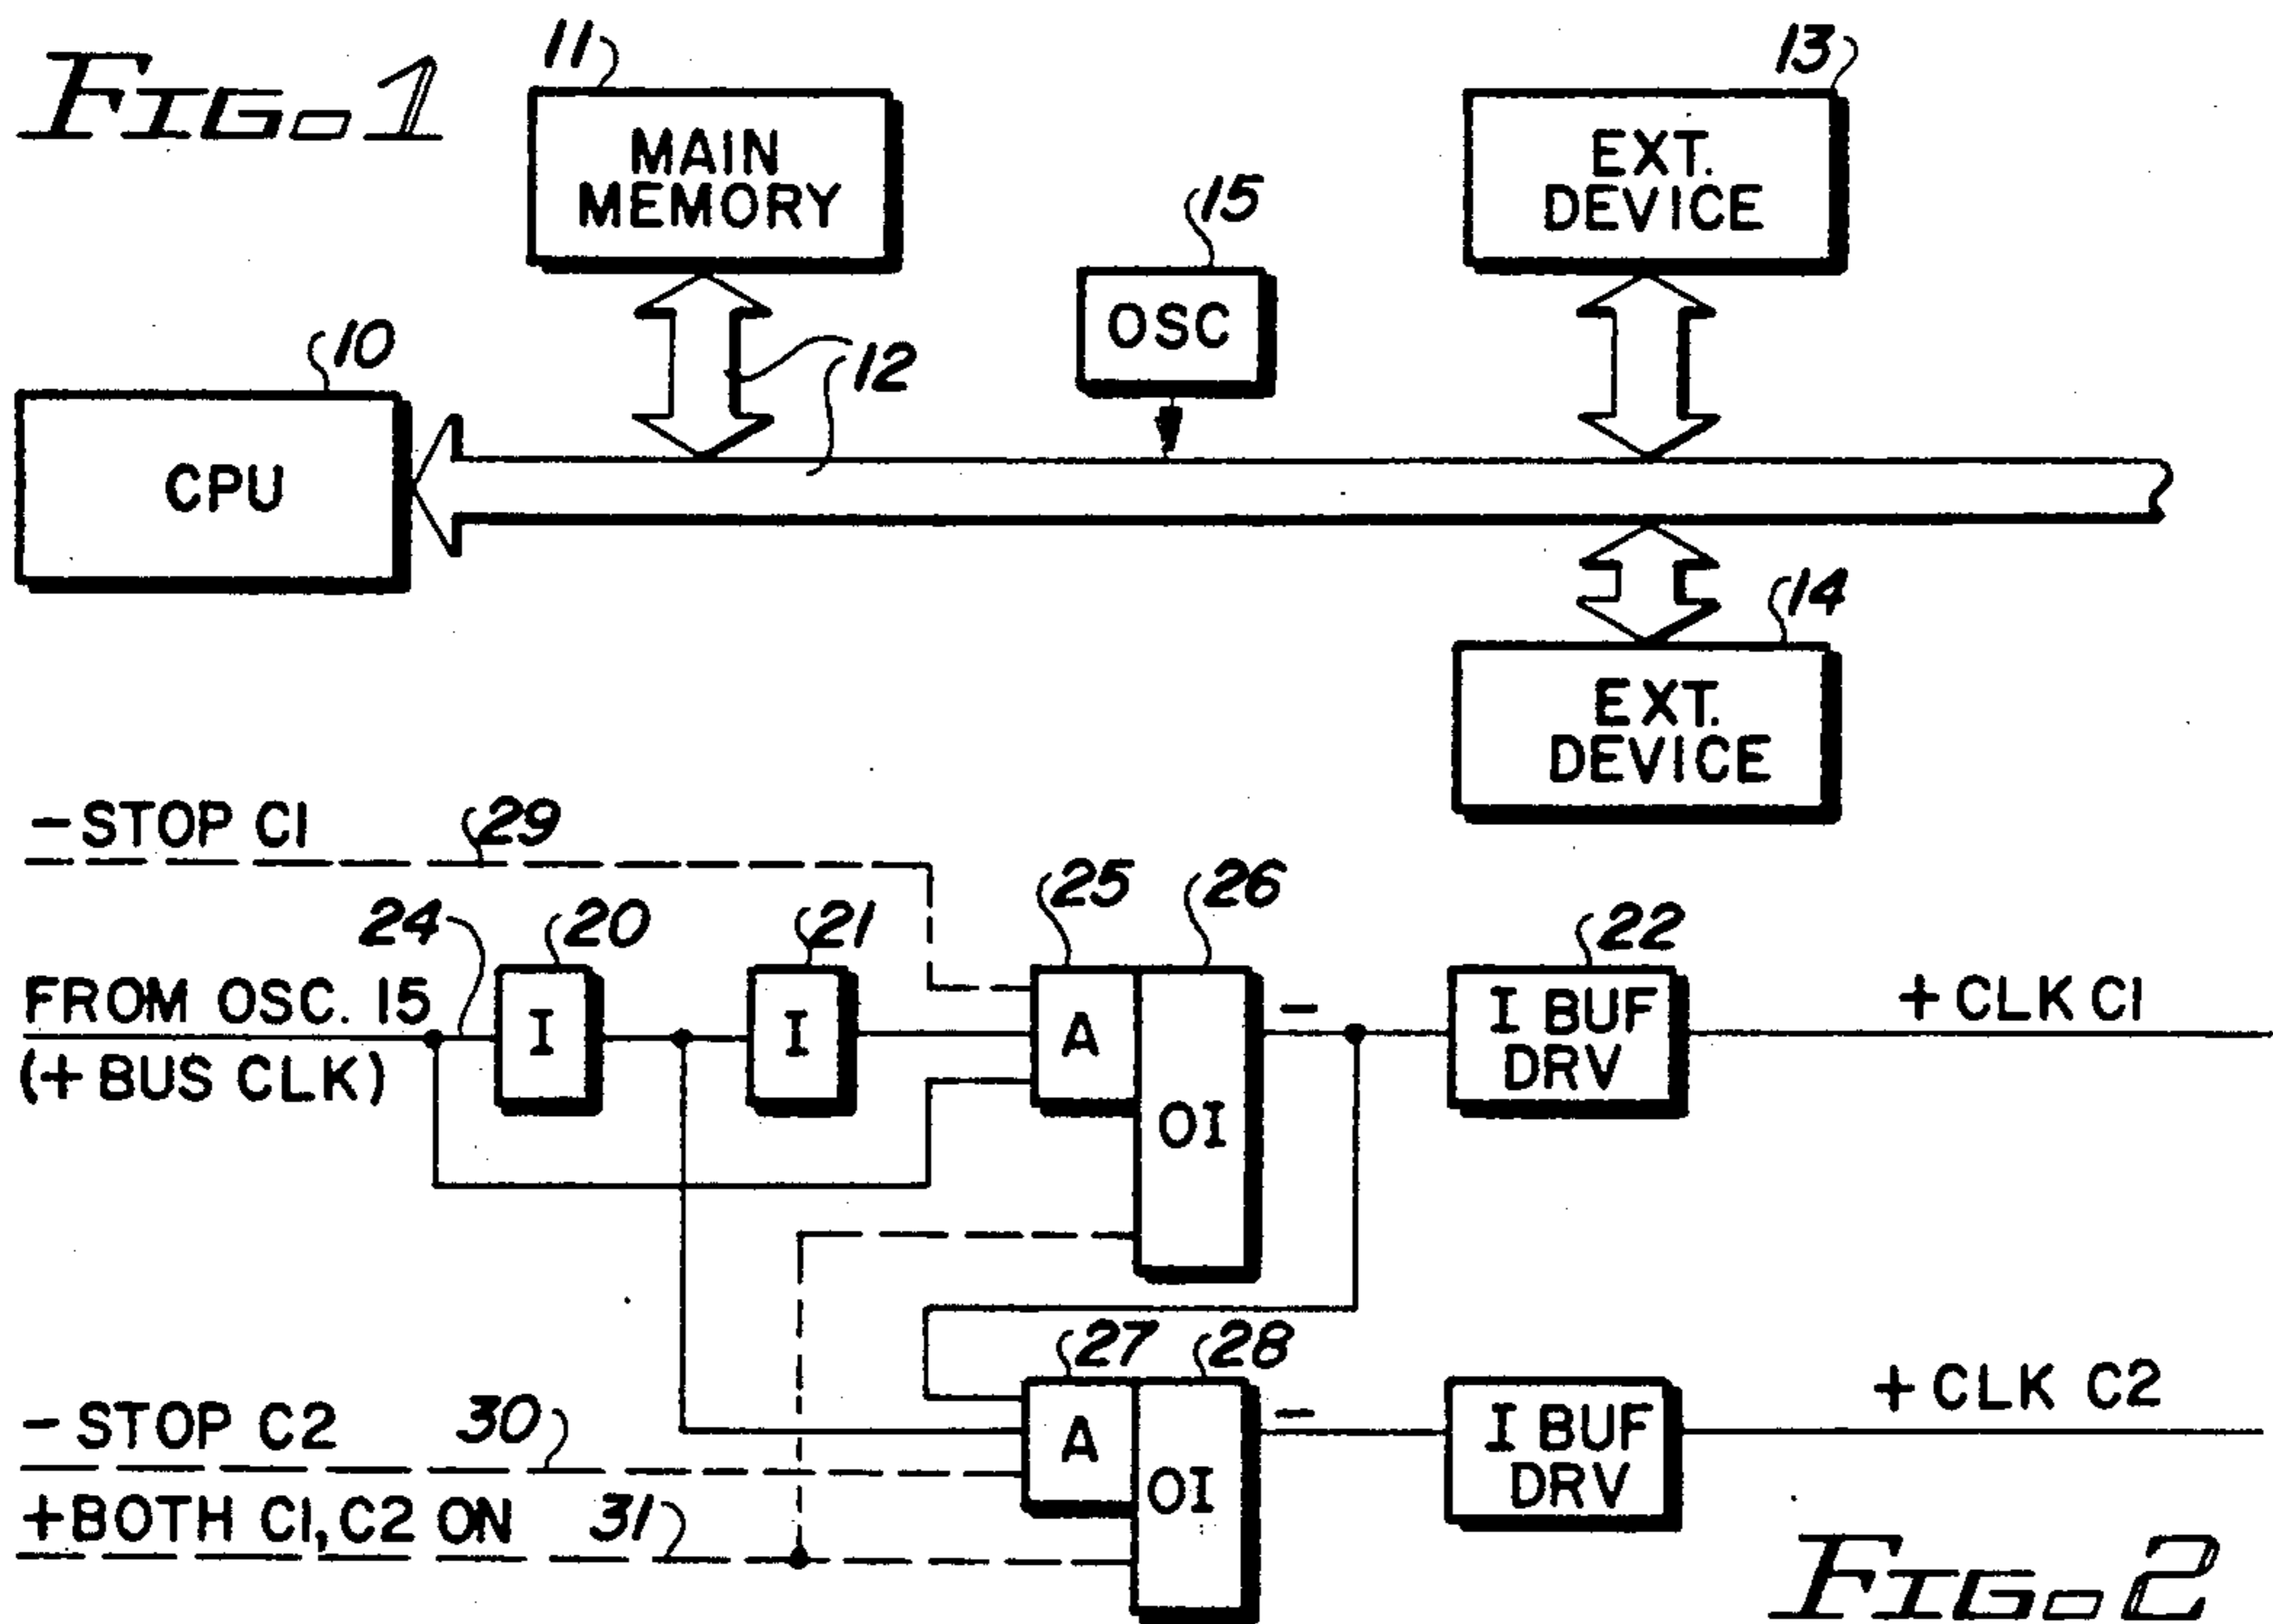 FIG. 1
11
MAIN
MEMORY
13
EXT.
DEVICE
15
OSC
10
CPU
12
14
EXT.
DEVICE
-STOP C1
29
24
20
21
25
26
22
FROM OSC. 15
(+BUS CLK)
I
I
A
OI
-
I BUF
DRV
+CLK C1
27
28
-STOP C2
30
A
OI
-
I BUF
DRV
+CLK C2
+BOTH C1, C2 ON
31
FIG. 2